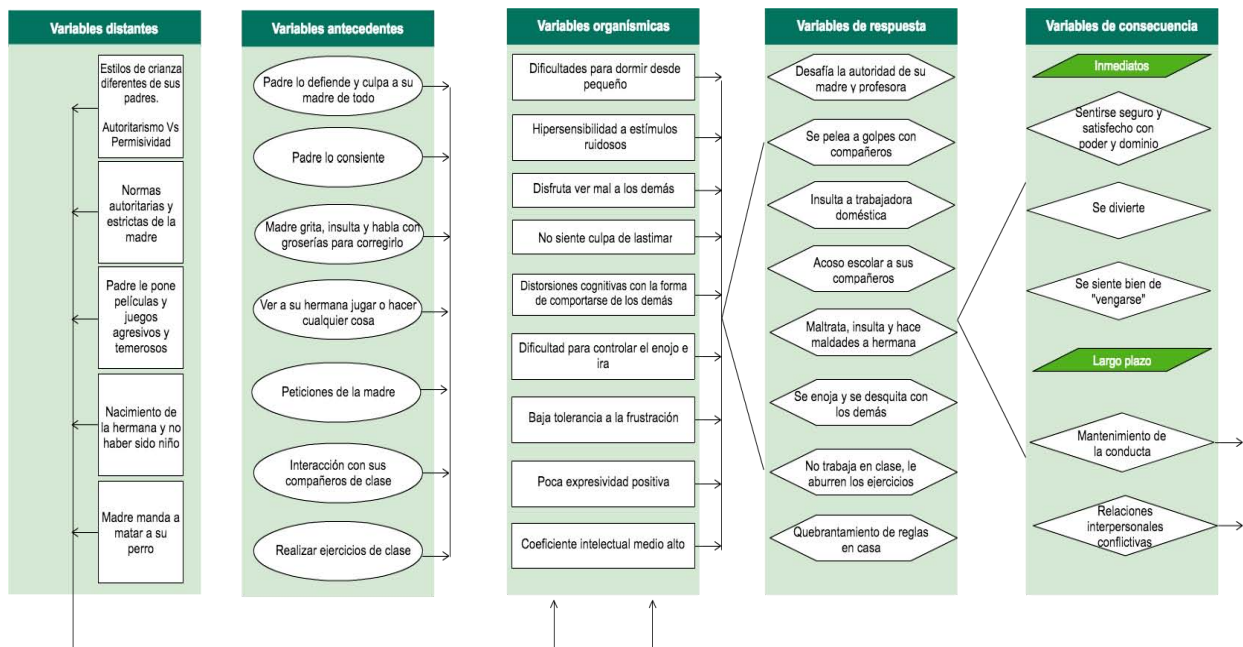 Variables distantes
Estilos de crianza
diferentes de sus
padres.
Autoritarismo Vs
Permisividad
Normas
autoritarias y
estrictas de la
madre
Padre le pone
películas y
juegos
agresivos y
temerosos
Nacimiento de
la hermana y no
haber sido niño
Madre manda a
matar a su
perro
Variables antecedentes
Padre lo defiende y culpa a su
madre de todo
Padre lo consiente
Madre grita, insulta y habla con
groserías para corregirlo
Ver a su hermana jugar o hacer
cualquier cosa
Peticiones de la madre
Interacción con sus
compañeros de clase
Realizar ejercicios de clase
Variables organísmicas
Dificultades para dormir desde
pequeño
Hipersensibilidad a estímulos
ruidosos
Disfruta ver mal a los demás
No siente culpa de lastimar
Distorsiones cognitivas con la forma
de comportarse de los demás
Dificultad para controlar el enojo e
ira
Baja tolerancia a la frustración
Poca expresividad positiva
Coeficiente intelectual medio alto
Variables de respuesta
Desafía la autoridad de su
madre y profesora
Se pelea a golpes con
compañeros
Insulta a trabajadora
doméstica
Acoso escolar a sus
compañeros
Maltrata, insulta y hace
maldades a hermana
Se enoja y se desquita con
los demás
No trabaja en clase, le
aburren los ejercicios
Quebrantamiento de reglas
en casa
Variables de consecuencia
Inmediatos
Sentirse seguro y
satisfecho con
poder y dominio
Se divierte
Se siente bien de
"vengarse"
Largo plazo
Mantenimiento de
la conducta
Relaciones
interpersonales
conflictivas